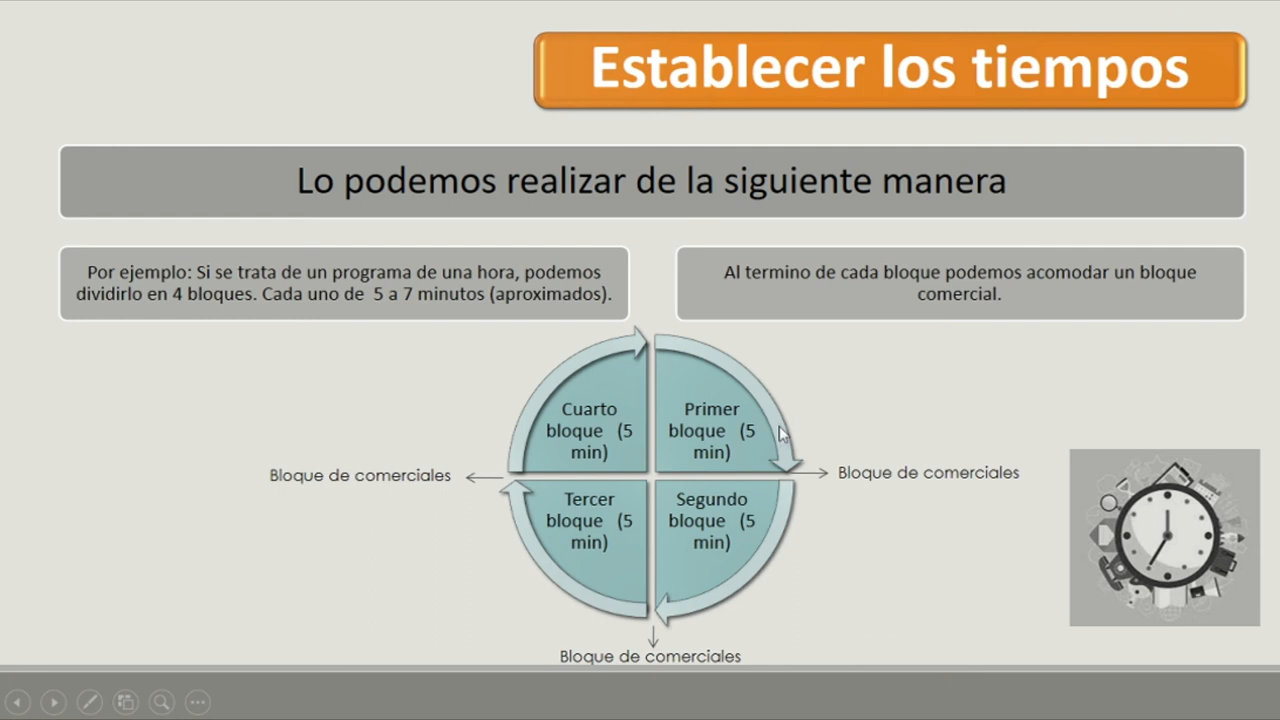 Establecer los tiempos
Lo podemos realizar de la siguiente manera
Por ejemplo: Si se trata de un programa de una hora, podemos
dividirlo en 4 bloques. Cada uno de  5 a 7 minutos (aproximados).
Al termino de cada bloque podemos acomodar un bloque
comercial.
Cuarto
bloque   (5
min)
Primer
bloque   (5
min)
Bloque de comerciales
Bloque de comerciales
Tercer
bloque   (5
min)
Segundo
bloque   (5
min)
Bloque de comerciales